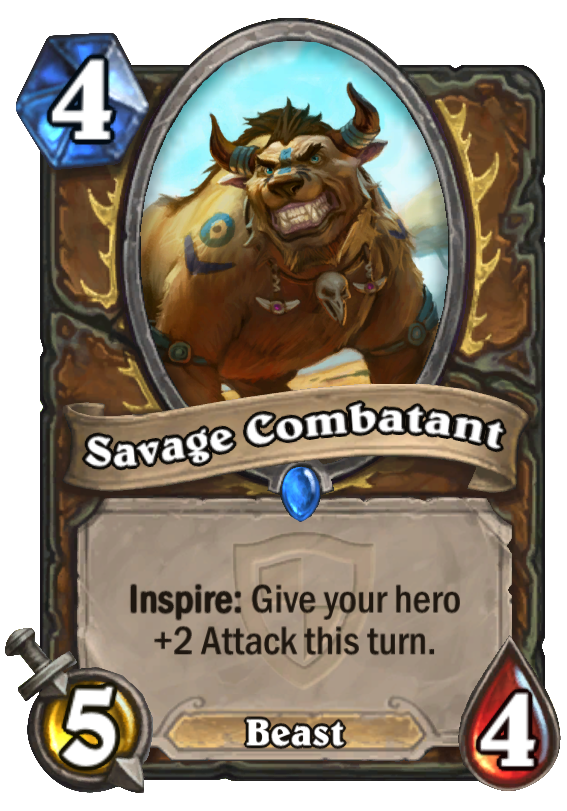 4
Savage Combatant
Inspire: Give your hero
+2 Attack this turn.
5
Beast
4